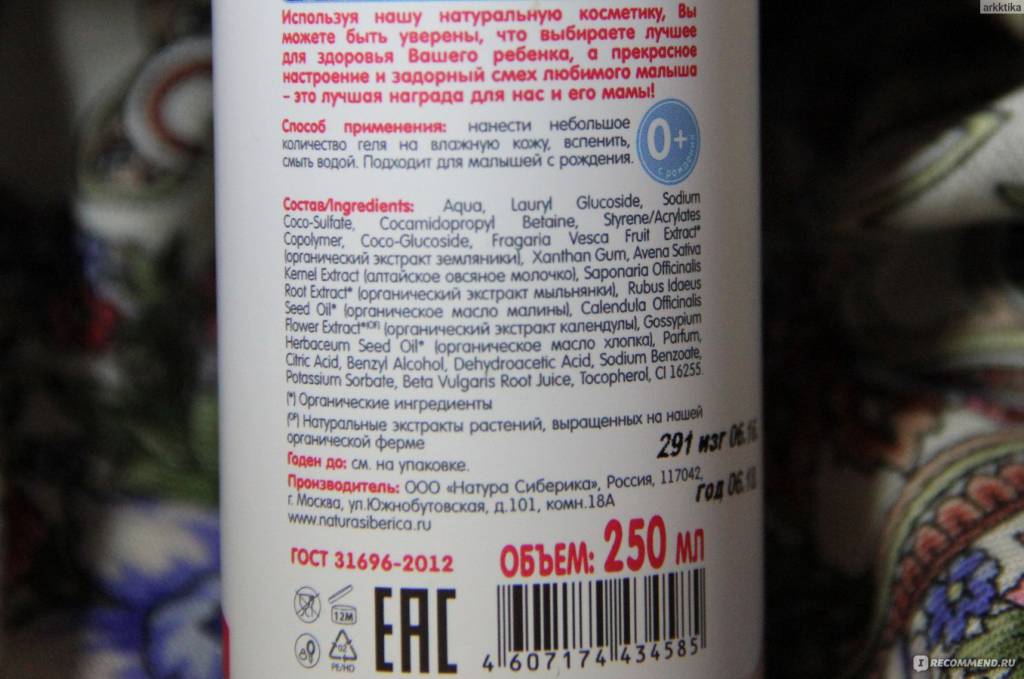 arkktika
Используя нашу натуральную косметику, Вы
можете быть уверены, что выбираете лучшее
для здоровья Вашего ребенка, а прекрасное
настроение и задорный смех любимого малыша
– это лучшая награда для нас и его мамы!
Способ применения: нанести небольшое
количество геля на влажную кожу, вспенить,
смыть водой. Подходит для малышей с рождения.
0+
с рождения
Состав/Ingredients: Aqua, Lauryl Glucoside, Sodium
Coco-Sulfate, Cocamidopropyl Betaine, Styrene/Acrylates
Copolymer, Coco-Glucoside, Fragaria Vesca Fruit Extract*
(органический экстракт земляники), Xanthan Gum, Avena Sativa
Kernel Extract (алтайское овсяное молочко), Saponaria Officinalis
Root Extract* (органический экстракт мыльнянки), Rubus Idaeus
Seed Oil* (органическое масло малины), Calendula Officinalis
Flower Extract*(OF) (органический экстракт календулы), Gossypium
Herbaceum Seed Oil* (органическое масло хлопка), Parfum,
Citric Acid, Benzyl Alcohol, Dehydroacetic Acid, Sodium Benzoate,
Potassium Sorbate, Beta Vulgaris Root Juice, Tocopherol, CI 16255.
(*) Органические ингредиенты
(OF) Натуральные экстракты растений, выращенных на нашей
органической ферме
291 изг 06.16
Годен до: см. на упаковке.
Производитель: ООО «Натура Сиберика», Россия, 117042,
год 06.18
г. Москва, ул.Южнобутовская, д.101, комн.18А
www.naturasiberica.ru
ГОСТ 31696-2012
ОБЪЕМ: 250 МЛ
12M
EAC
02
PE/HD
4 607174 434585
IRECOMMEND.RU